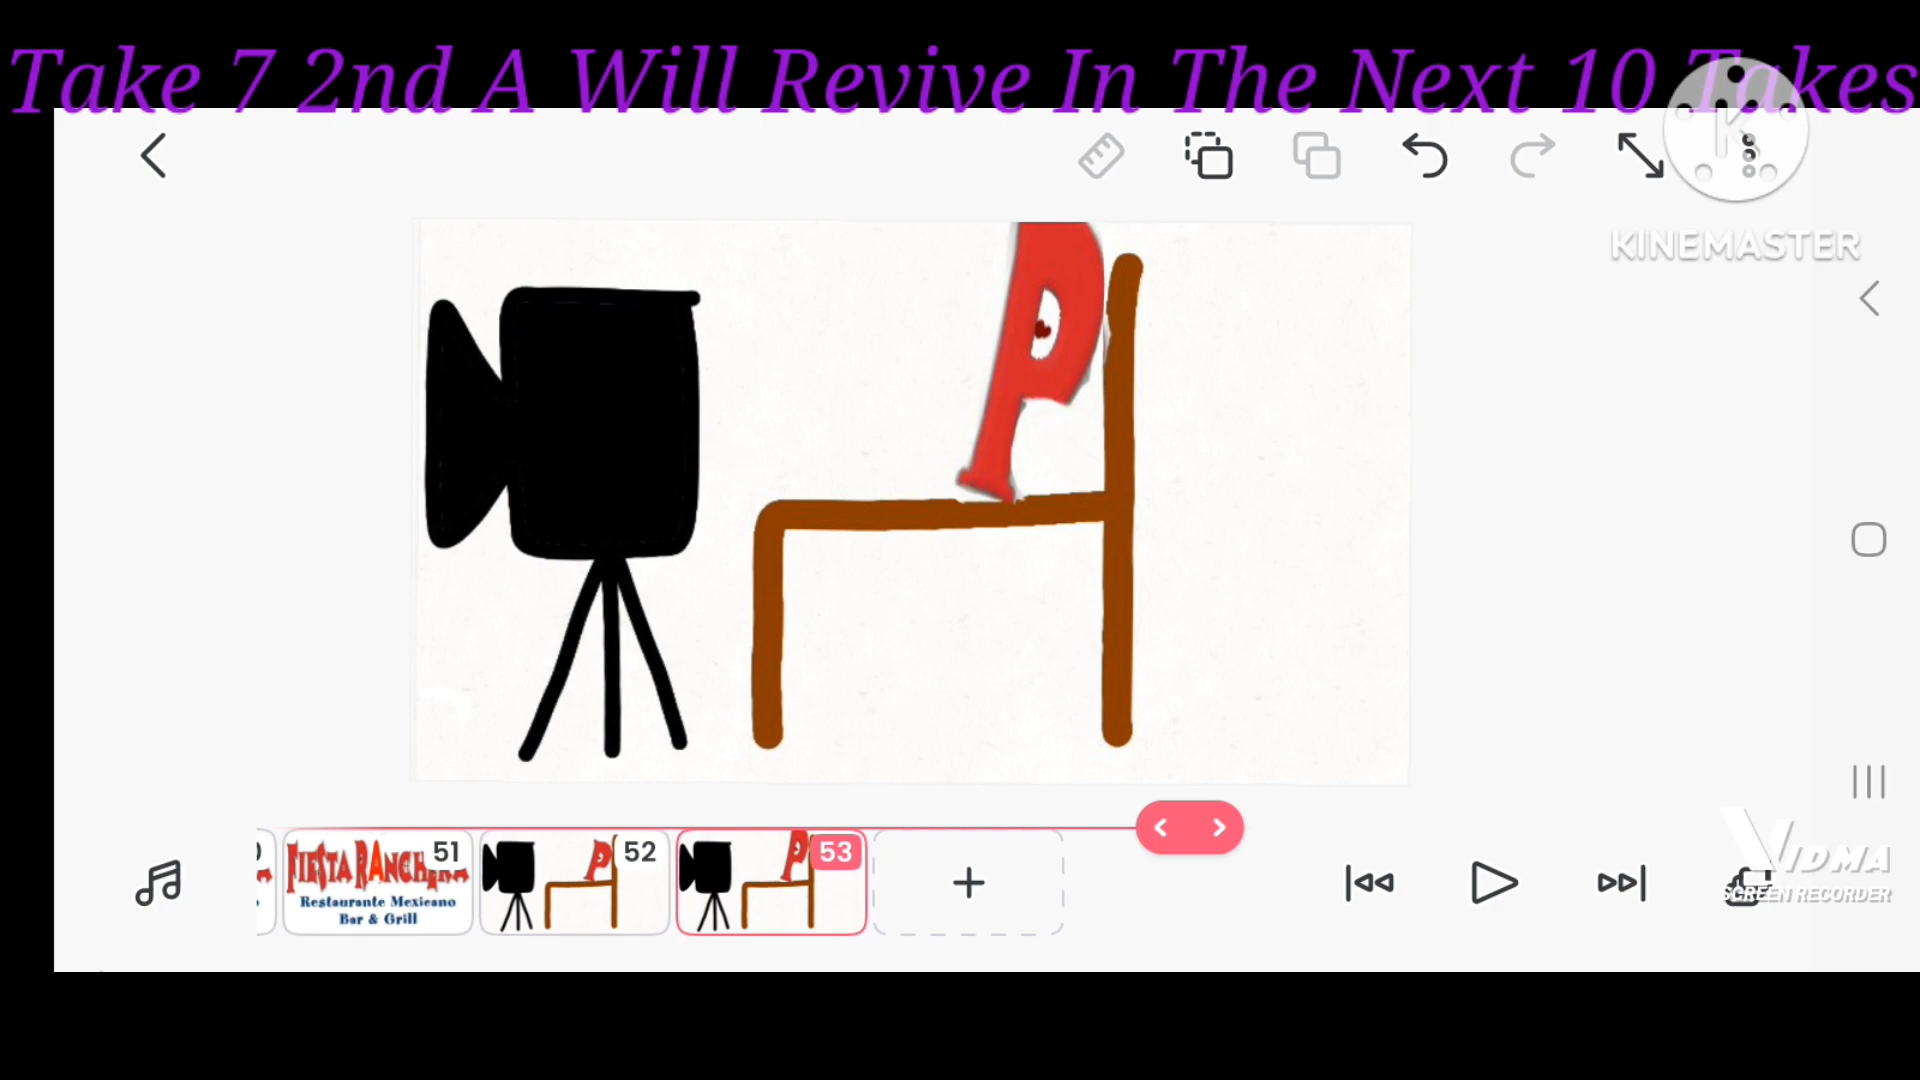 Take 7 2nd A Will Revive In The Next 10 Takes
K
KINEMASTER
P
51
52
53
FIESTA RANCHERA
Restaurante Mexicano
Bar & Grill
P
P
VIDMA
SCREEN RECORDER